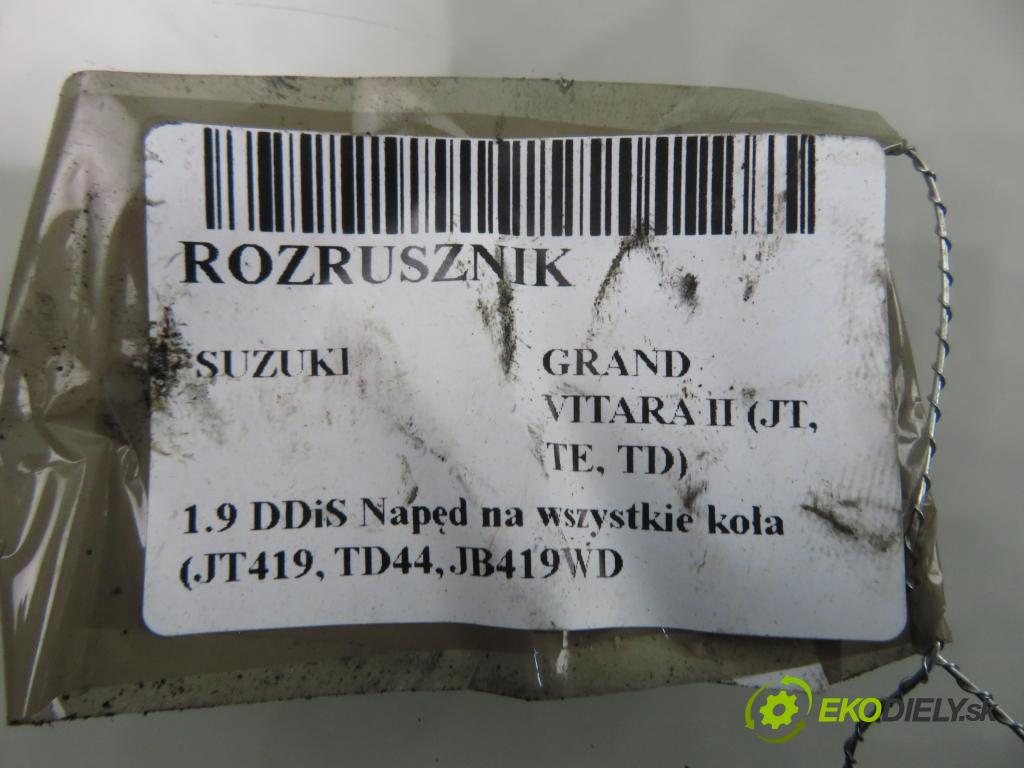 ROZRUSZNIK
SUZUKI
GRAND
VITARA II (JT,
TE, TD)
1.9 DDiS Napęd na wszystkie koła
(JT419, TD44, JB419WD
EKODIELY.sk